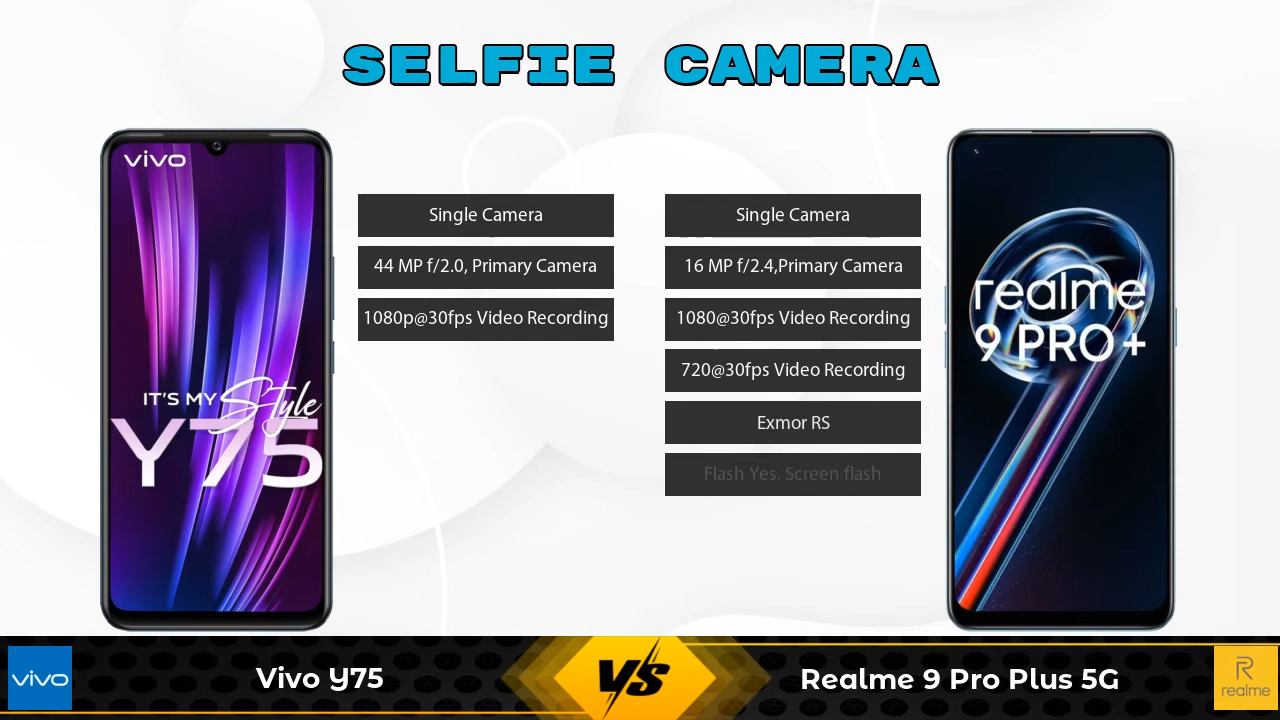 SELFIE CAMERA
vivo
IT'S MY Style
Y75
Single Camera
44 MP f/2.0, Primary Camera
1080p@30fps Video Recording
Single Camera
16 MP f/2.4,Primary Camera
1080@30fps Video Recording
720@30fps Video Recording
Exmor RS
Flash Yes. Screen flash
realme
9 PRO+
vivo
Vivo Y75
VS
Realme 9 Pro Plus 5G
R
realme